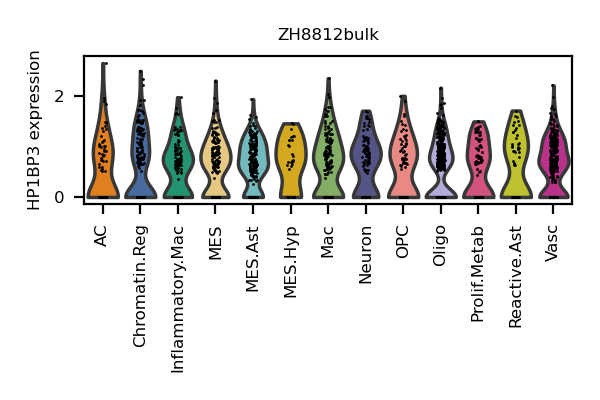 ZH8812bulk
HP1BP3 expression
2
0
AC
Chromatin.Reg
Inflammatory.Mac
MES
MES.Ast
MES.Hyp
Mac
Neuron
OPC
Oligo
Prolif.Metab
Reactive.Ast
Vasc